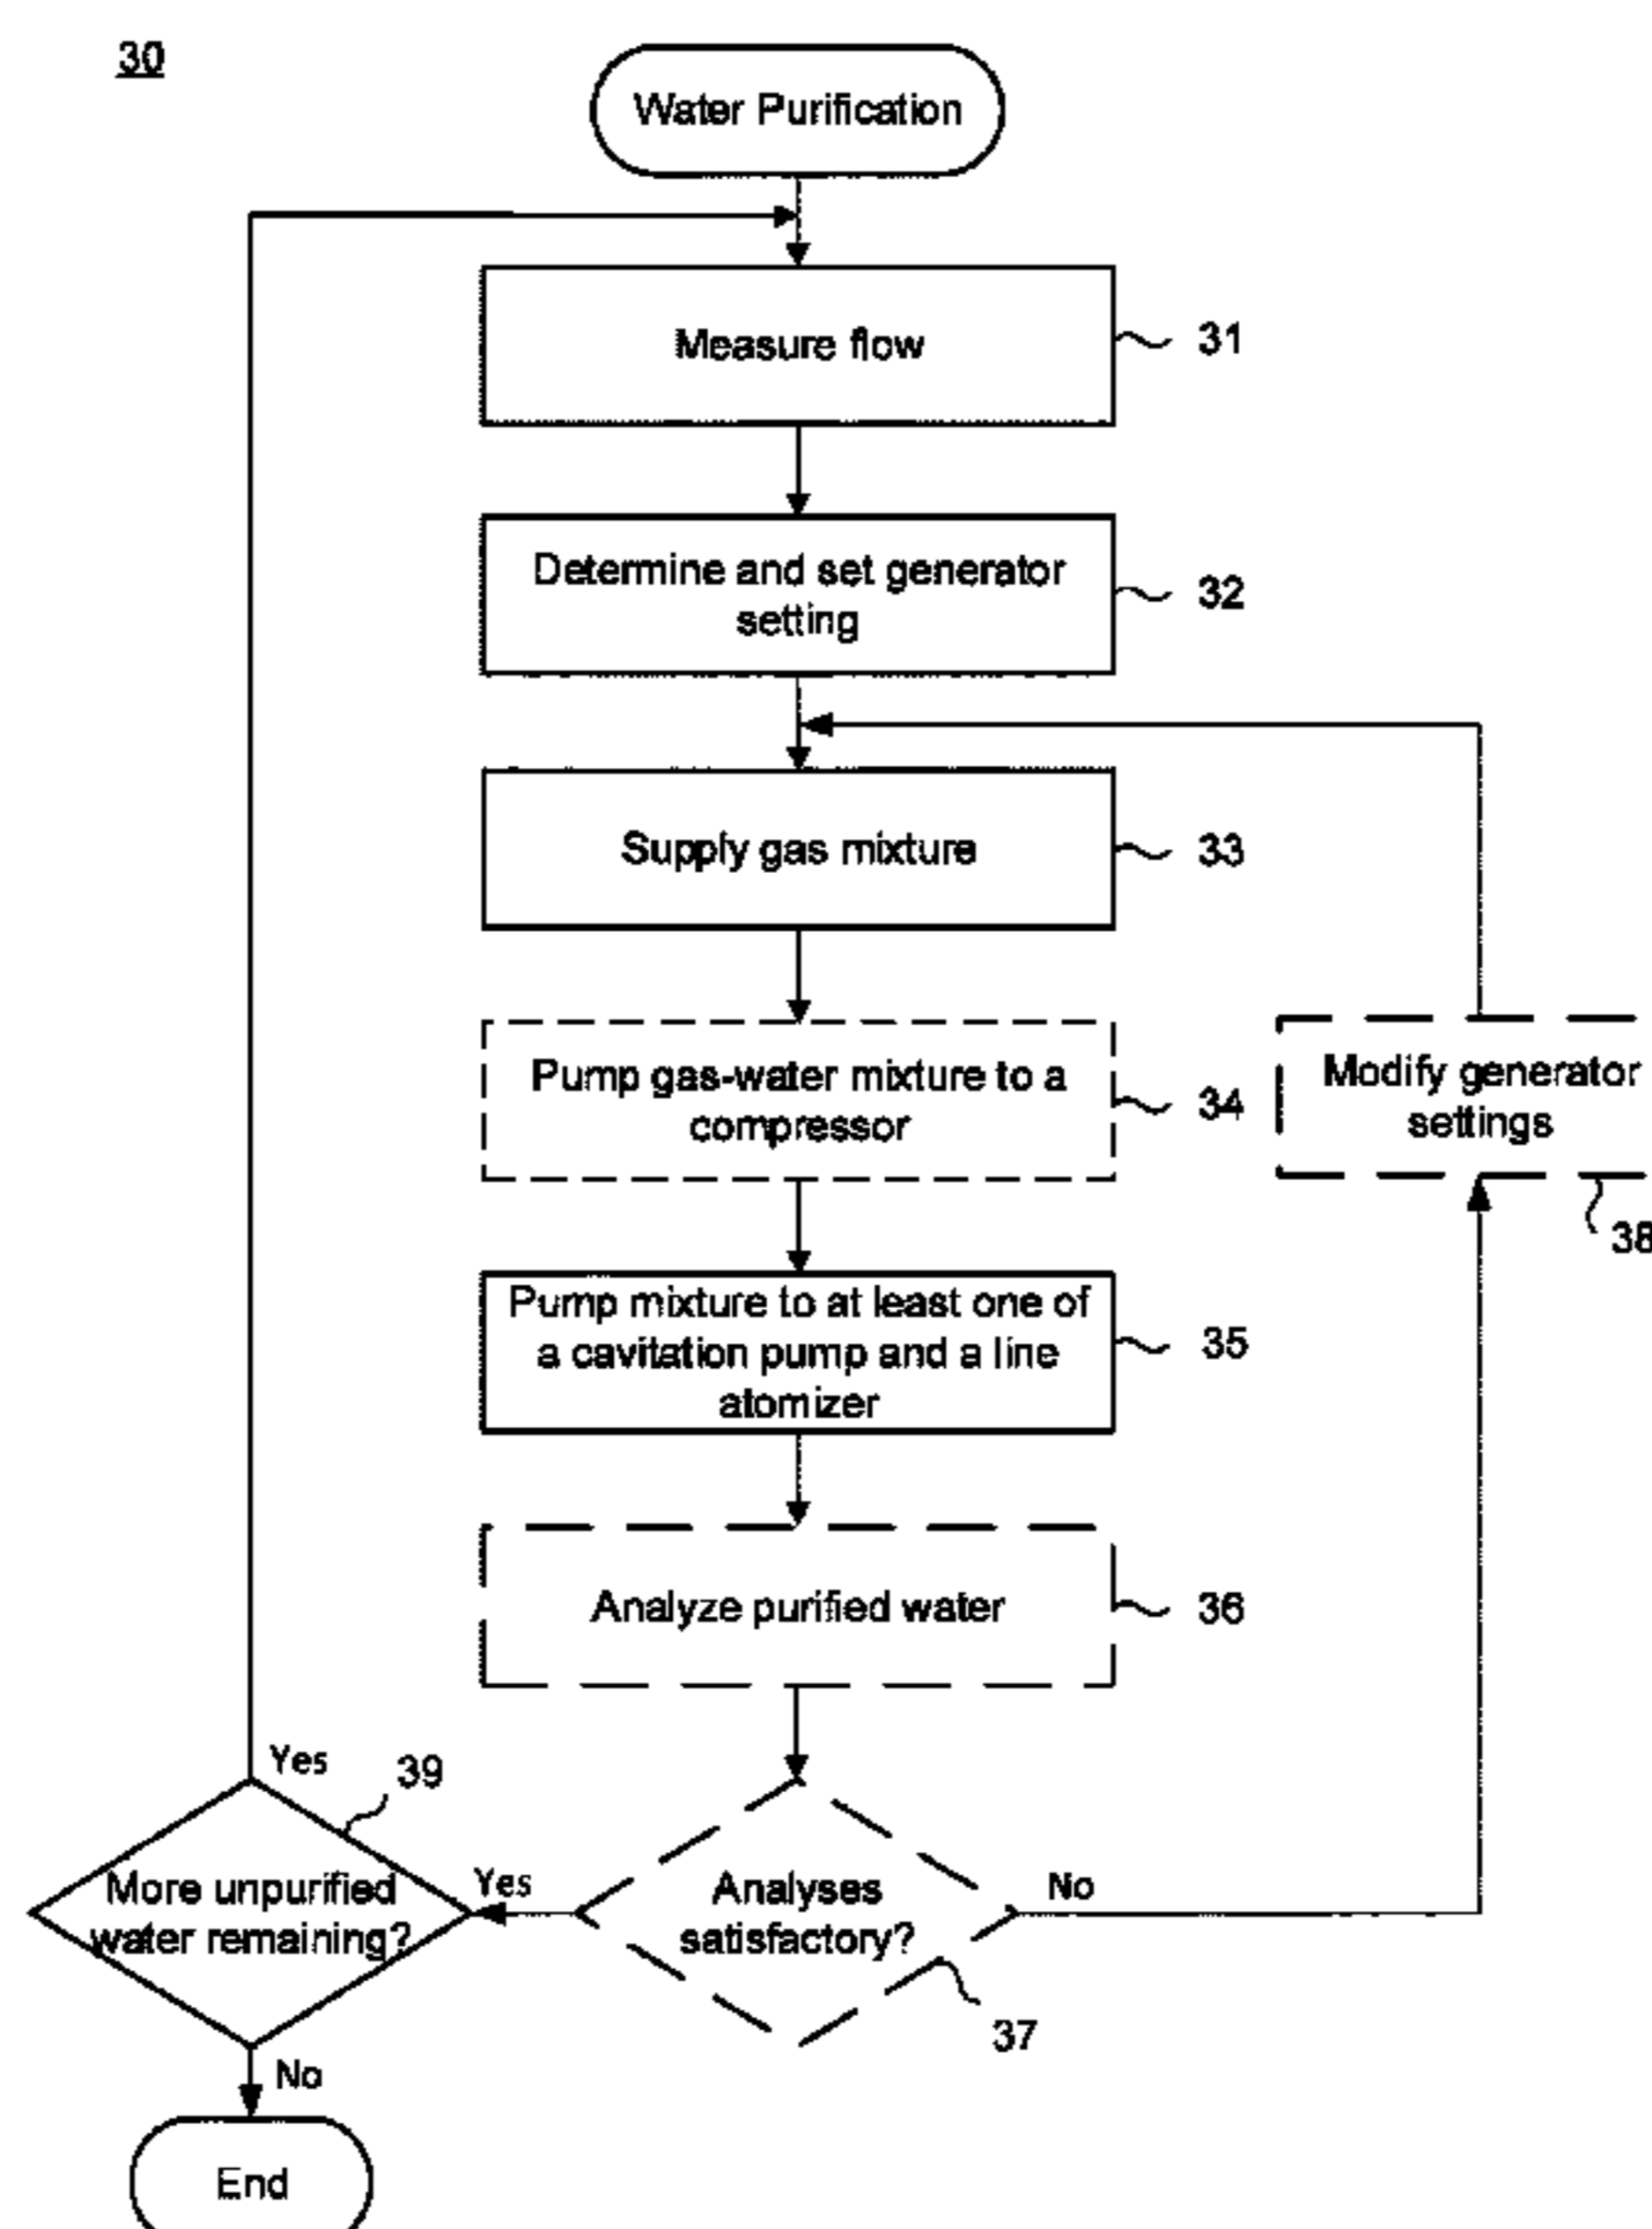 30
Water Purification
Measure flow
31
Determine and set generator
setting
32
Supply gas mixture
33
Pump gas-water mixture to a
compressor
34
Modify generator
settings
38
Pump mixture to at least one of
a cavitation pump and a line
atomizer
35
Analyze purified water
36
Yes
39
More unpurified
water remaining?
Yes
Analyses
satisfactory?
No
37
No
End